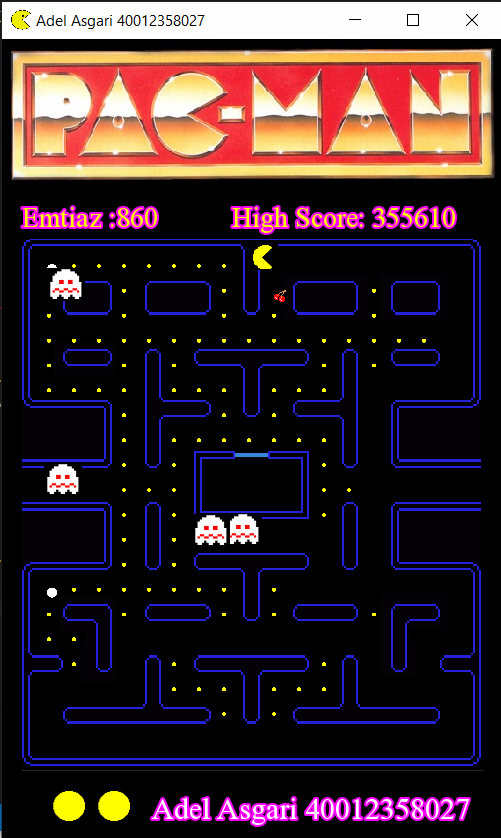 Adel Asgari 40012358027
PAC-MAN
Emtiaz :860 High Score: 355610
Adel Asgari 40012358027